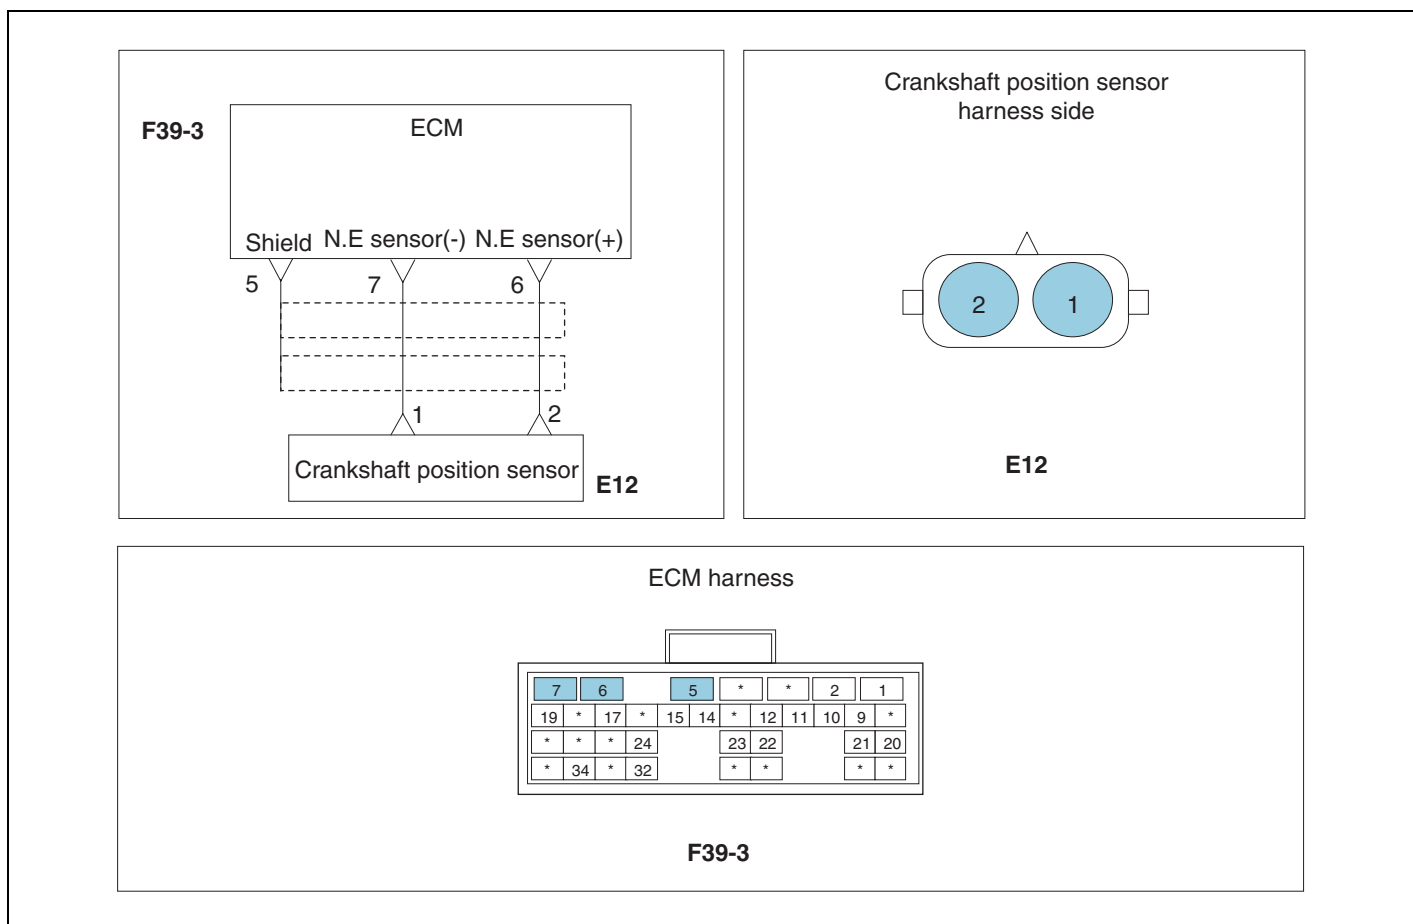 F39-3
ECM
Shield N.E sensor(-) N.E sensor(+)
5 7 6
1 2
Crankshaft position sensor
E12
Crankshaft position sensor
harness side
2 1
E12
ECM harness
7 6 5 * * 2 1
19 * 17 * 15 14 * 12 11 10 9 *
* * * 24 23 22 21 20
* 34 * 32 * * * *
F39-3